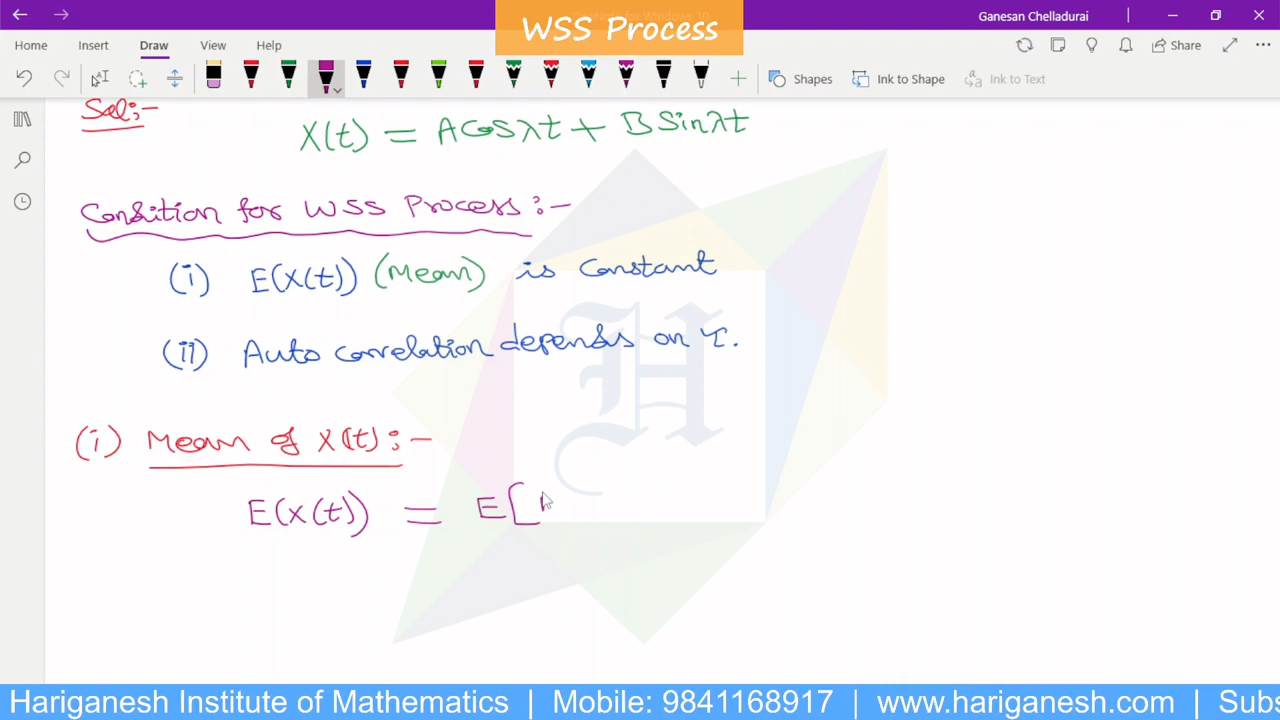 WSS Process
Ganesan Chelladurai
Home Insert Draw View Help
Share
Shapes Ink to Shape Ink to Text
Sol:-
X(t) = A Cos λt + B Sin λt
Condition for WSS Process :-
(i) E(X(t)) (Mean) is Constant
(ii) Auto correlation depends on τ.
(i) Mean of X(t) :-
E(X(t)) = E[
H
Hariganesh Institute of Mathematics | Mobile: 9841168917 | www.hariganesh.com | Subs